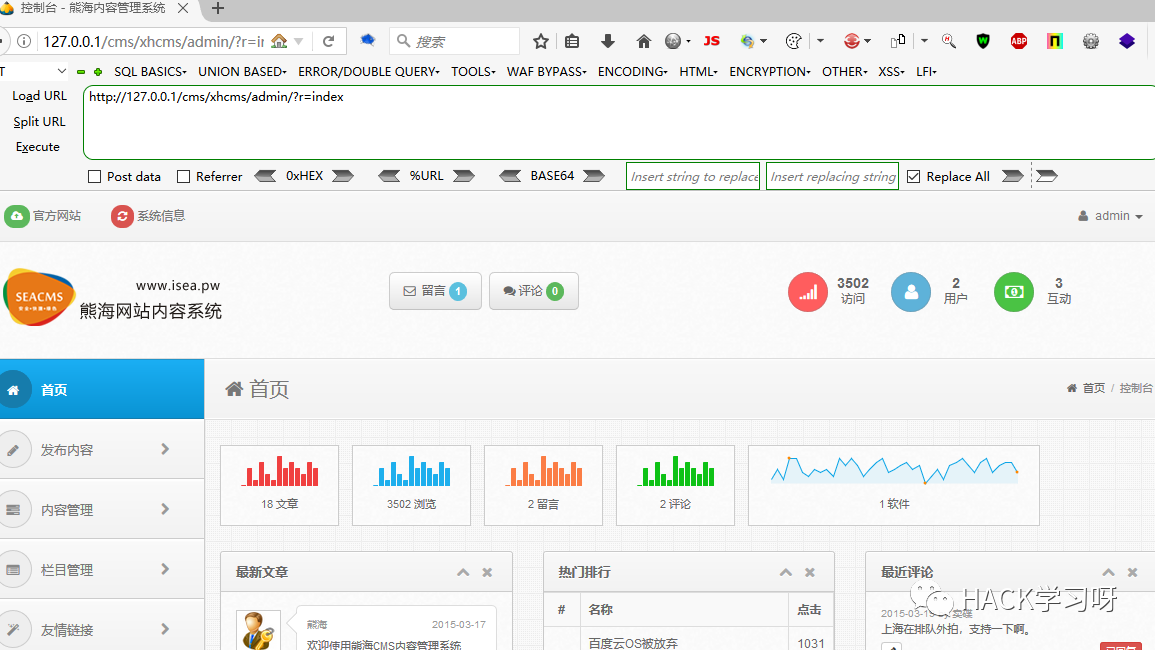 控制台 - 熊海内容管理系统
127.0.0.1/cms/xhcms/admin/?r=in
搜索
JS
ABP
SQL BASICS UNION BASED ERROR/DOUBLE QUERY TOOLS WAF BYPASS ENCODING HTML ENCRYPTION OTHER XSS LFI
Load URL
http://127.0.0.1/cms/xhcms/admin/?r=index
Split URL
Execute
Post data Referrer 0xHEX %URL BASE64 Insert string to replace Insert replacing string Replace All
官方网站 系统信息 admin
SEACMS
www.isea.pw
熊海网站内容系统
留言 1 评论 0
3502 访问
2 用户
3 互动
首页
首页
首页 / 控制台
发布内容
内容管理
栏目管理
友情链接
18 文章
3502 浏览
2 留言
2 评论
1 软件
最新文章
熊海 2015-03-17
欢迎使用熊海CMS内容管理系统
热门排行
# 名称 点击
百度云OS被放弃 1031
最近评论
上海在排队外拍，支持一下啊。
HACK学习呀